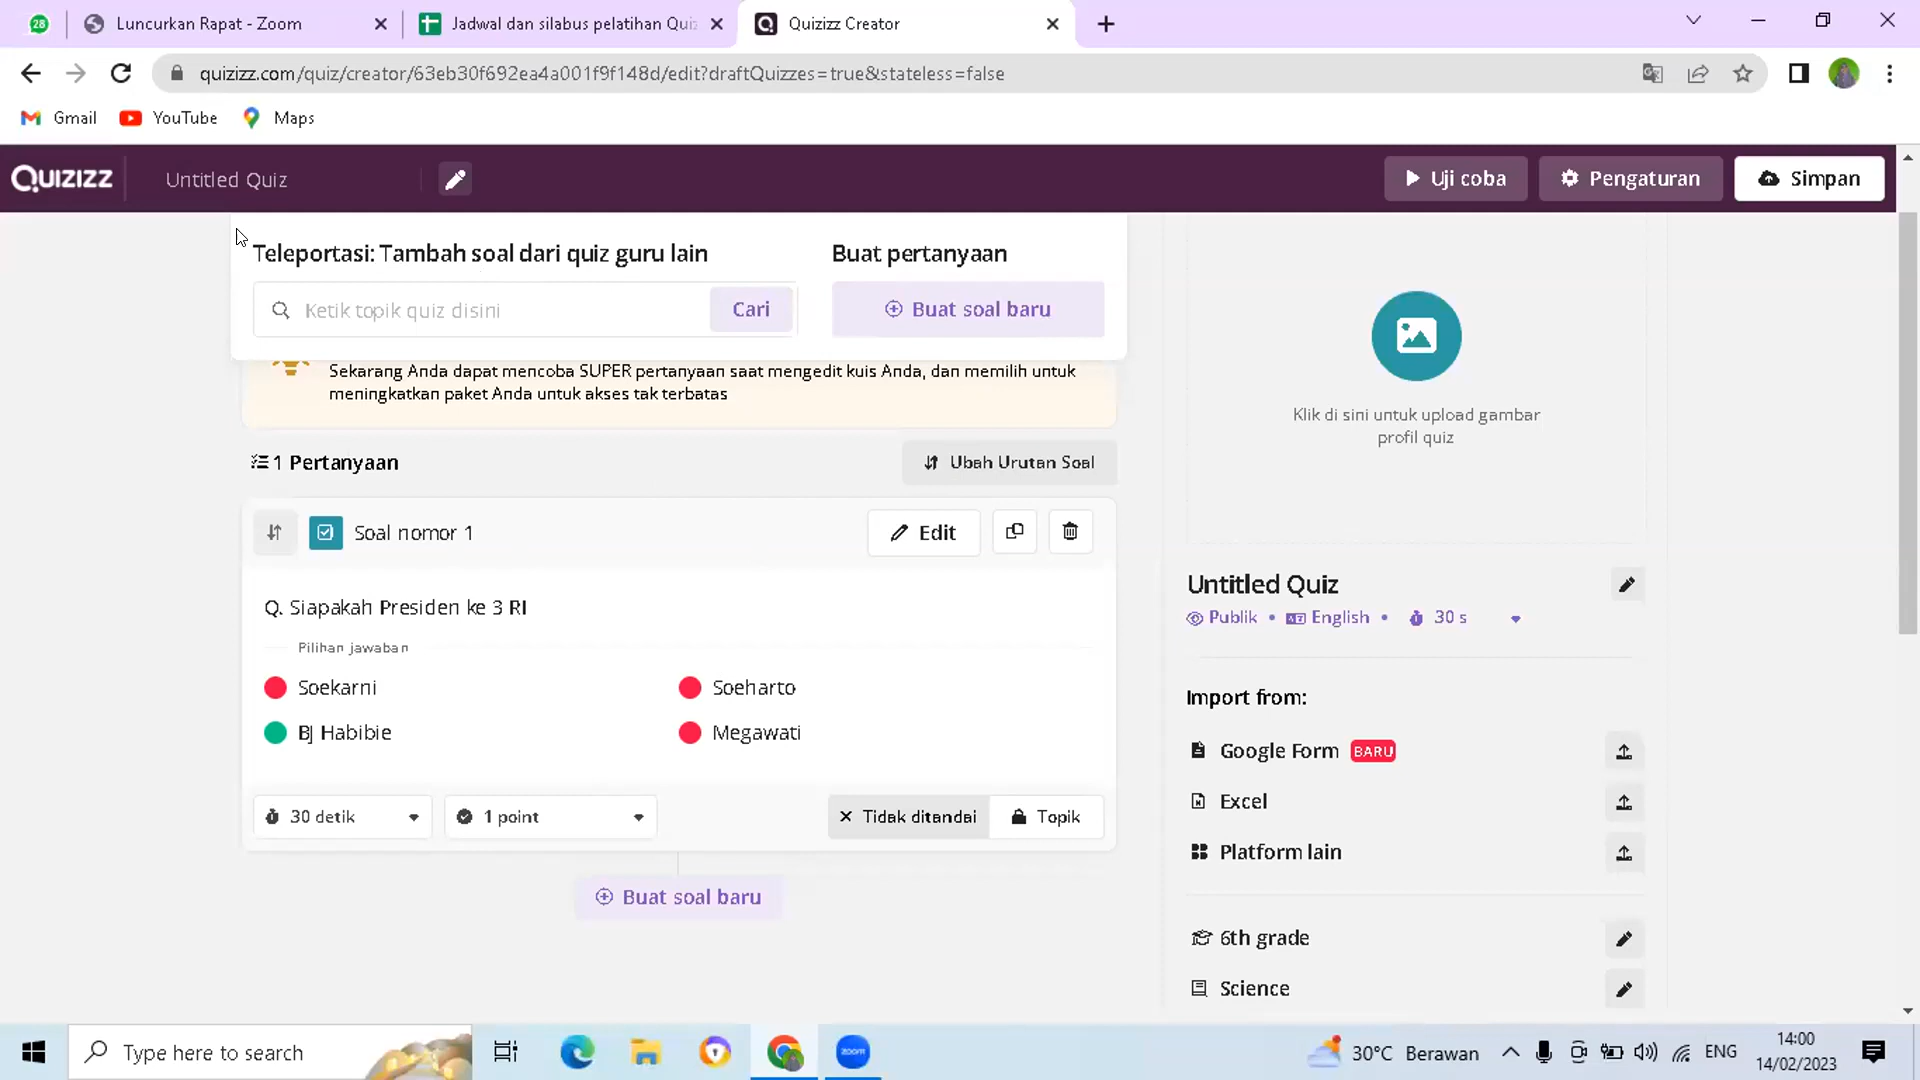 28
Luncurkan Rapat - Zoom
Jadwal dan silabus pelatihan Quiz
Quizizz Creator
quizizz.com/quiz/creator/63eb30f692ea4a001f9f148d/edit?draftQuizzes=true&stateless=false
Gmail
YouTube
Maps
Quizizz
Untitled Quiz
Uji coba
Pengaturan
Simpan
Teleportasi: Tambah soal dari quiz guru lain
Ketik topik quiz disini
Cari
Buat pertanyaan
Buat soal baru
Sekarang Anda dapat mencoba SUPER pertanyaan saat mengedit kuis Anda, dan memilih untuk
meningkatkan paket Anda untuk akses tak terbatas
1 Pertanyaan
Ubah Urutan Soal
Soal nomor 1
Edit
Q. Siapakah Presiden ke 3 RI
Pilihan jawaban
Soekarni
Soeharto
BJ Habibie
Megawati
30 detik
1 point
Tidak ditandai
Topik
Buat soal baru
Klik di sini untuk upload gambar
profil quiz
Untitled Quiz
Publik • English • 30 s
Import from:
Google Form BARU
Excel
Platform lain
6th grade
Science
Type here to search
zoom
30°C Berawan
ENG
14:00
14/02/2023